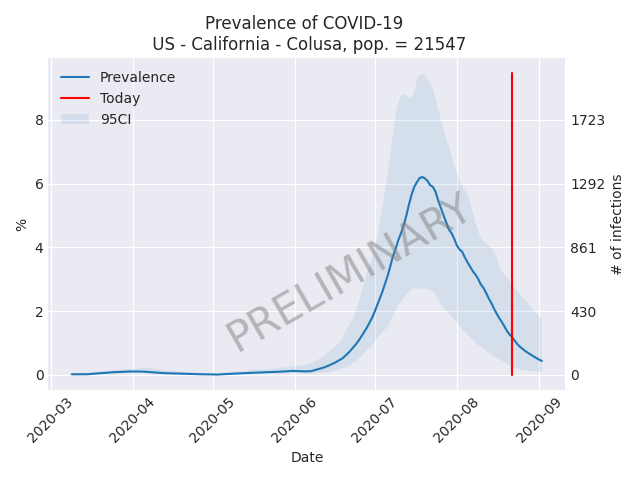 Prevalence of COVID-19
US - California - Colusa, pop. = 21547
Prevalence
Today
95CI
%
8
6
4
2
0
1723
1292
861
430
0
# of infections
PRELIMINARY
2020-03
2020-04
2020-05
2020-06
2020-07
2020-08
2020-09
Date